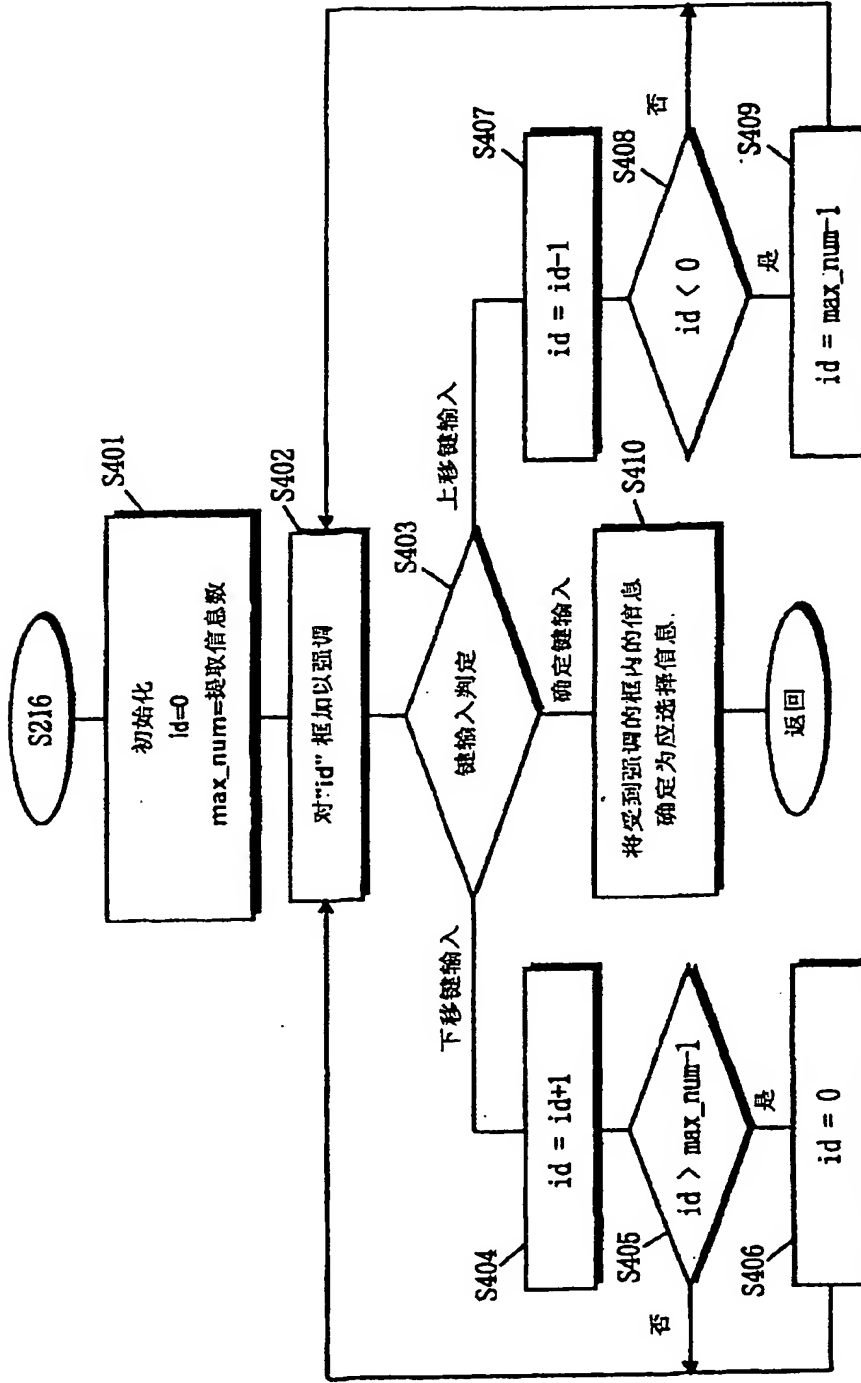 S216
S401
初始化
id=0
max_num=提取信息数
S402
对"id" 框加以强调
S403
键输入判定
下移键输入
确定键输入
上移键输入
S404
id = id+1
S405
id > max_num-1
否
是
S406
id = 0
S410
将受到强调的框内的信息
确定为应选择信息.
返回
S407
id = id-1
S408
id < 0
否
是
S409
id = max_num-1